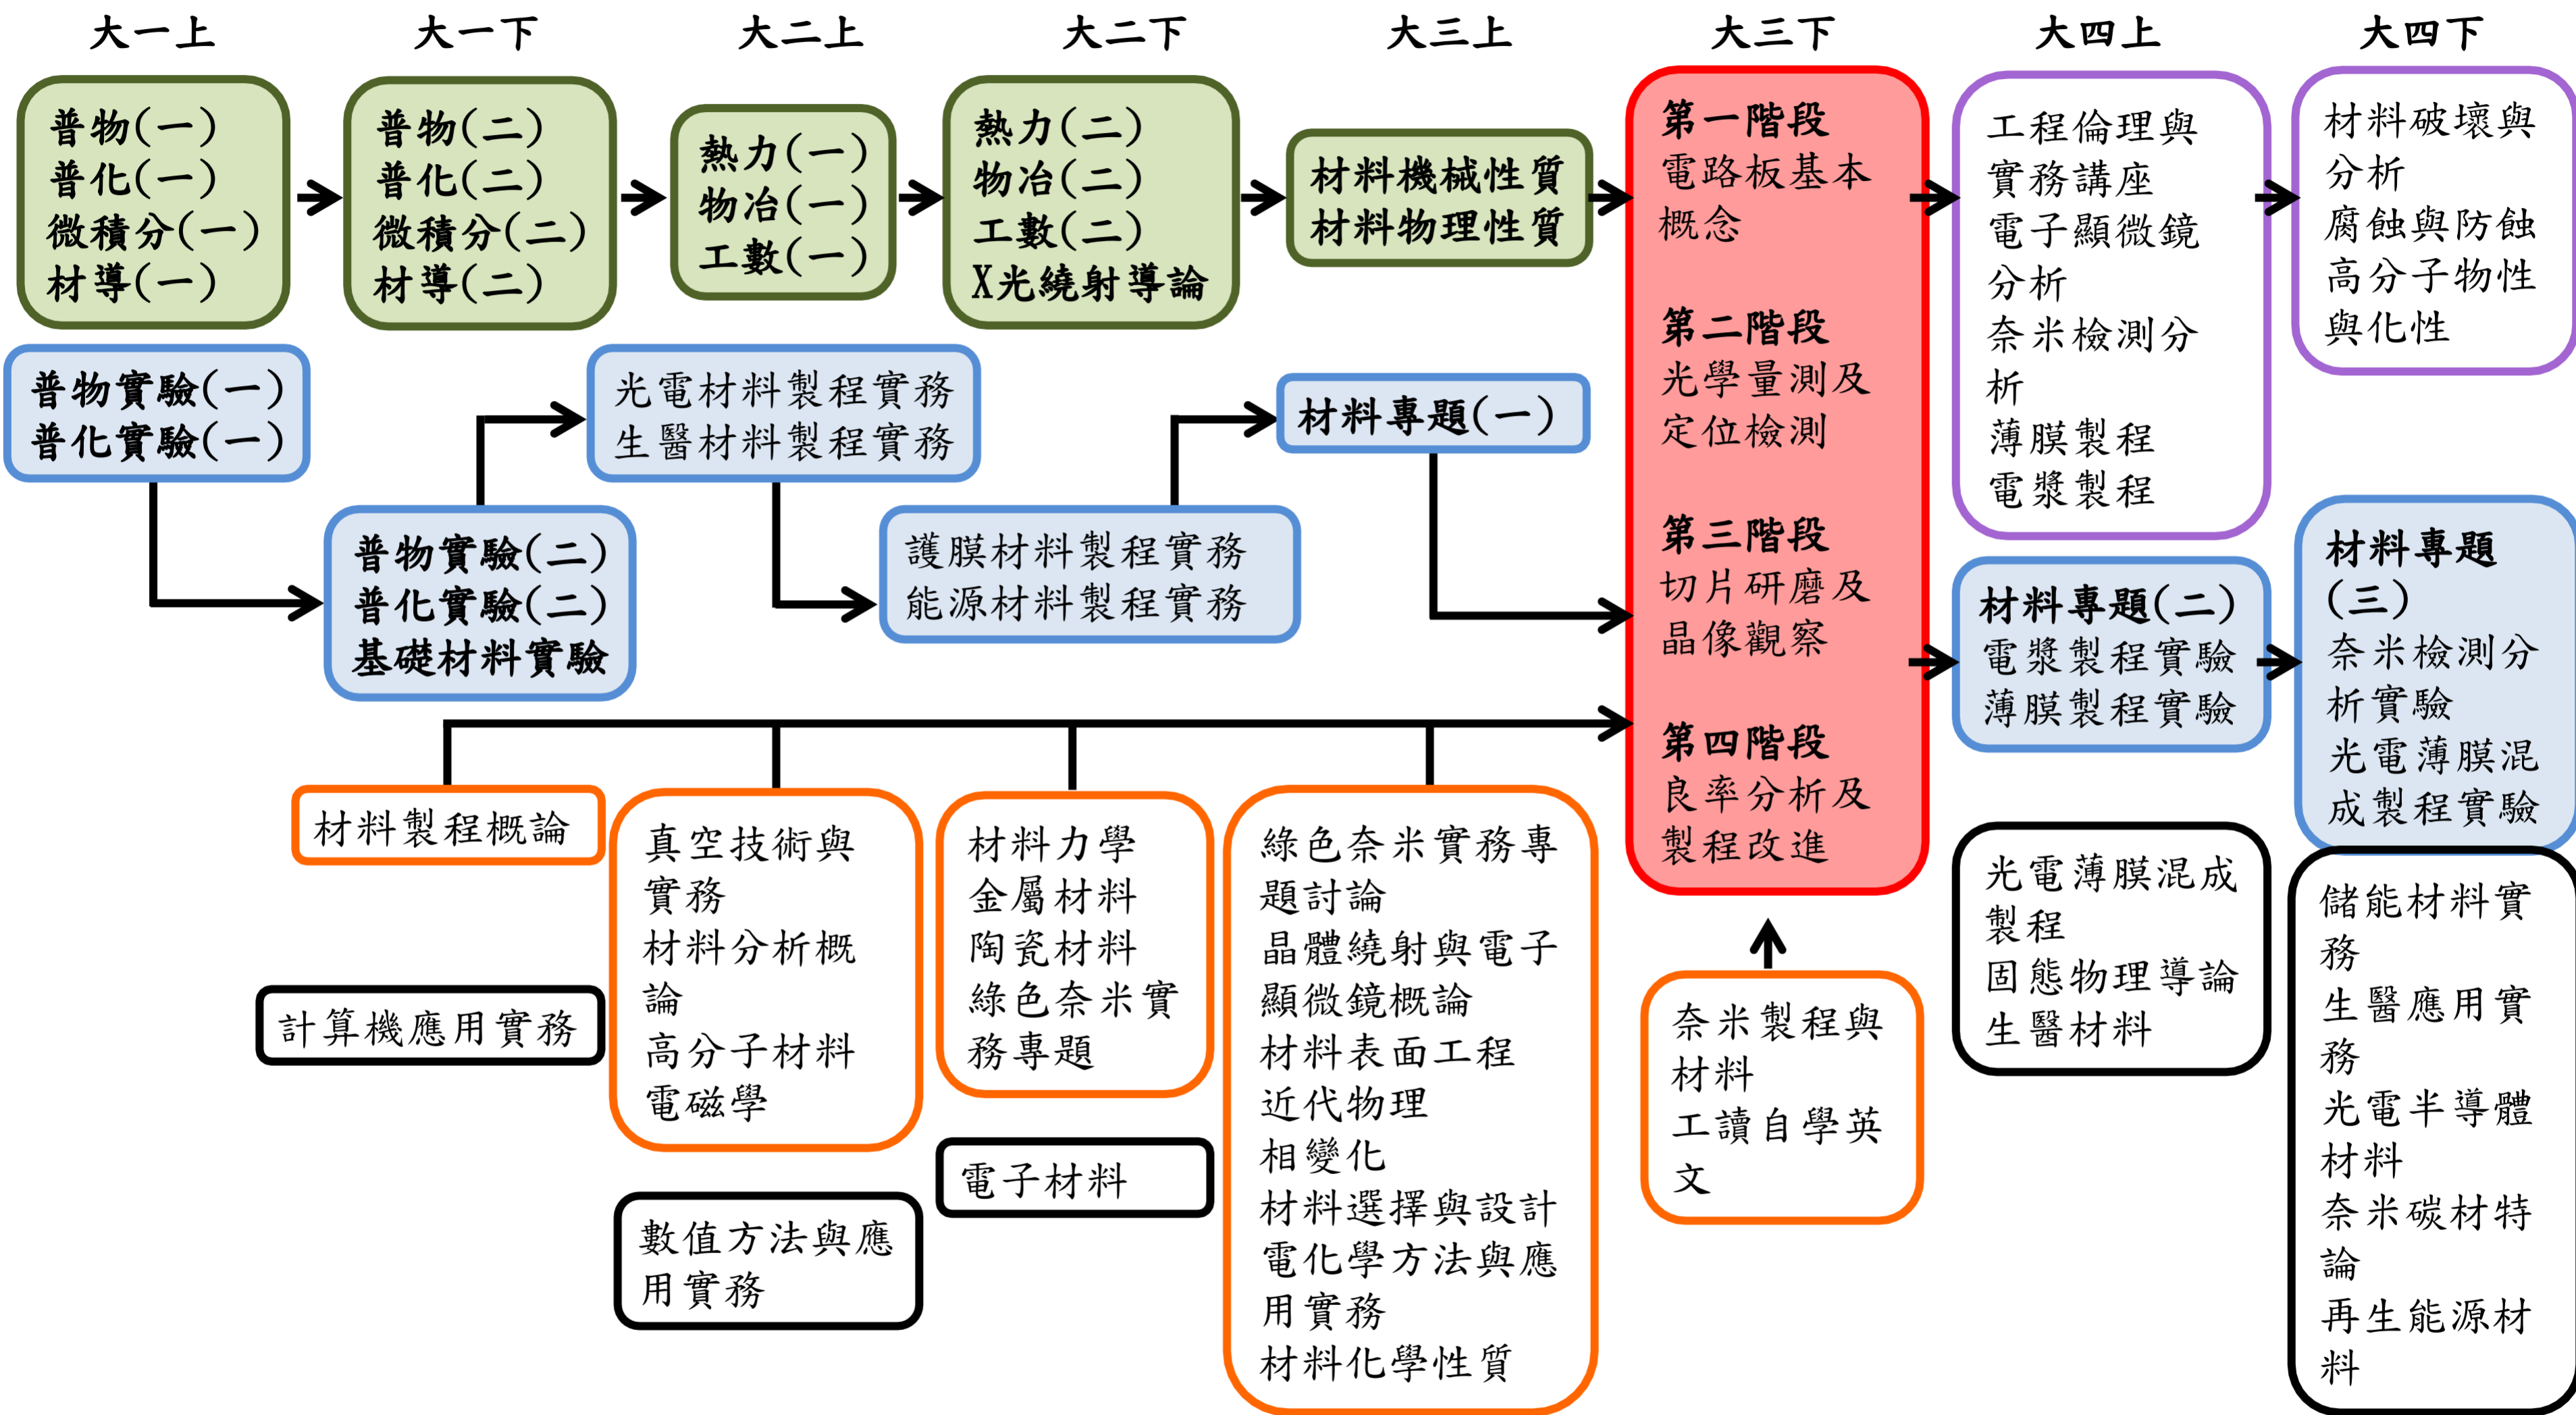 大一上
大一下
大二上
大二下
大三上
大三下
大四上
大四下
普物(一)
普化(一)
微積分(一)
材導(一)
普物(二)
普化(二)
微積分(二)
材導(二)
熱力(一)
物冶(一)
工數(一)
熱力(二)
物冶(二)
工數(二)
X光繞射導論
材料機械性質
材料物理性質
第一階段
電路板基本
概念
第二階段
光學量測及
定位檢測
第三階段
切片研磨及
晶像觀察
第四階段
良率分析及
製程改進
工程倫理與
實務講座
電子顯微鏡
分析
奈米檢測分
析
薄膜製程
電漿製程
材料破壞與
分析
腐蝕與防蝕
高分子物性
與化性
普物實驗(一)
普化實驗(一)
普物實驗(二)
普化實驗(二)
基礎材料實驗
光電材料製程實務
生醫材料製程實務
護膜材料製程實務
能源材料製程實務
材料專題(一)
材料專題(二)
電漿製程實驗
薄膜製程實驗
材料專題
(三)
奈米檢測分
析實驗
光電薄膜混
成製程實驗
材料製程概論
計算機應用實務
真空技術與
實務
材料分析概
論
高分子材料
電磁學
數值方法與應
用實務
材料力學
金屬材料
陶瓷材料
綠色奈米實
務專題
電子材料
綠色奈米實務專
題討論
晶體繞射與電子
顯微鏡概論
材料表面工程
近代物理
相變化
材料選擇與設計
電化學方法與應
用實務
材料化學性質
奈米製程與
材料
工讀自學英
文
光電薄膜混成
製程
固態物理導論
生醫材料
儲能材料實
務
生醫應用實
務
光電半導體
材料
奈米碳材特
論
再生能源材
料